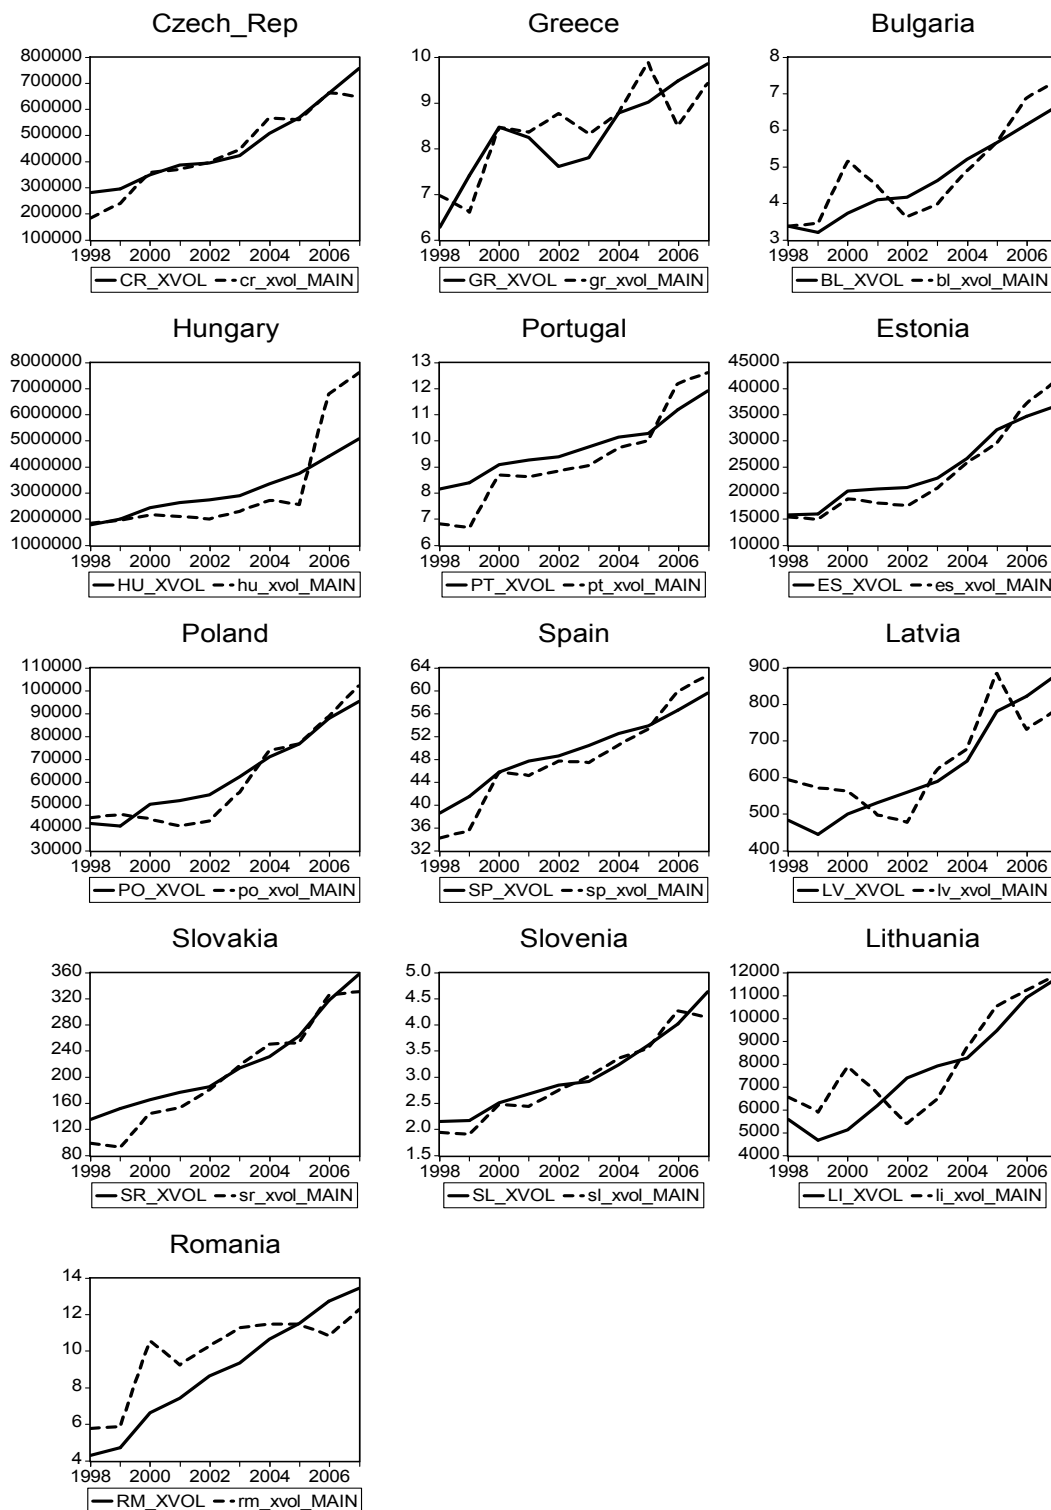 Czech_Rep
800000
700000
600000
500000
400000
300000
200000
100000
1998 2000 2002 2004 2006
CR_XVOL cr_xvol_MAIN
Greece
10
9
8
7
6
1998 2000 2002 2004 2006
GR_XVOL gr_xvol_MAIN
Bulgaria
8
7
6
5
4
3
1998 2000 2002 2004 2006
BL_XVOL bl_xvol_MAIN
Hungary
8000000
7000000
6000000
5000000
4000000
3000000
2000000
1000000
1998 2000 2002 2004 2006
HU_XVOL hu_xvol_MAIN
Portugal
13
12
11
10
9
8
7
6
1998 2000 2002 2004 2006
PT_XVOL pt_xvol_MAIN
Estonia
45000
40000
35000
30000
25000
20000
15000
10000
1998 2000 2002 2004 2006
ES_XVOL es_xvol_MAIN
Poland
110000
100000
90000
80000
70000
60000
50000
40000
30000
1998 2000 2002 2004 2006
PO_XVOL po_xvol_MAIN
Spain
64
60
56
52
48
44
40
36
32
1998 2000 2002 2004 2006
SP_XVOL sp_xvol_MAIN
Latvia
900
800
700
600
500
400
1998 2000 2002 2004 2006
LV_XVOL lv_xvol_MAIN
Slovakia
360
320
280
240
200
160
120
80
1998 2000 2002 2004 2006
SR_XVOL sr_xvol_MAIN
Slovenia
5.0
4.5
4.0
3.5
3.0
2.5
2.0
1.5
1998 2000 2002 2004 2006
SL_XVOL sl_xvol_MAIN
Lithuania
12000
11000
10000
9000
8000
7000
6000
5000
4000
1998 2000 2002 2004 2006
LI_XVOL li_xvol_MAIN
Romania
14
12
10
8
6
4
1998 2000 2002 2004 2006
RM_XVOL rm_xvol_MAIN